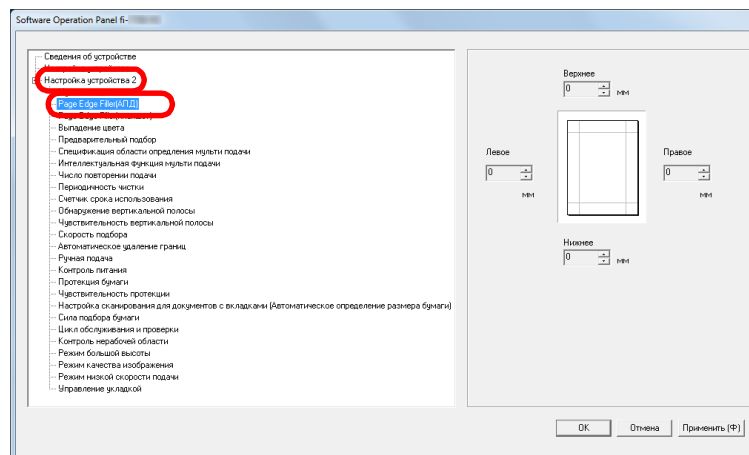 Software Operation Panel fi-
Сведения об устройстве
Настройка устройства 2
Page Edge Filler(АПД)
Выпадение цвета
Предварительный подбор
Спецификация области опредления мульти подачи
Интеллектуальная функция мульти подачи
Число повторении подачи
Периодичность чистки
Счетчик срока использования
Обнаружение вертикальной полосы
Чувствительность вертикальной полосы
Скорость подбора
Автоматическое удаление границ
Ручная подача
Контроль питания
Протекция бумаги
Чувствительность протекции
Настройка сканирования для документов с вкладками (Автоматическое определение размера бумаги)
Сила подбора бумаги
Цикл обслуживания и проверки
Контроль нерабочей области
Режим большой высоты
Режим качества изображения
Режим низкой скорости подачи
Управление укладкой
Верхнее
0 мм
Левое
0
мм
Правое
0
мм
Нижнее
0 мм
OK Отмена Применить (Ф)